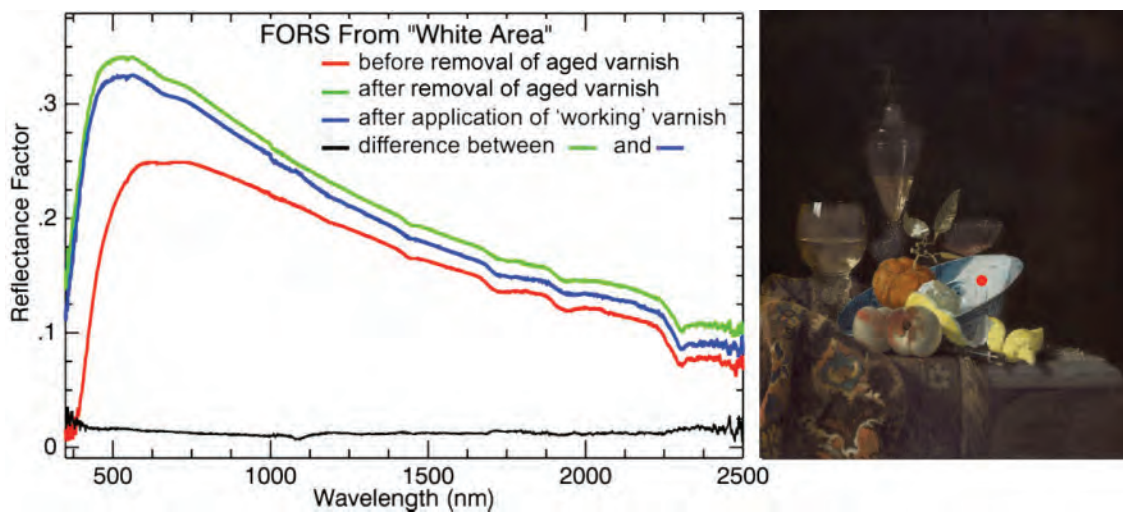 FORS From "White Area"
before removal of aged varnish
after removal of aged varnish
after application of 'working' varnish
difference between and
Reflectance Factor
.3
.2
.1
0
500 1000 1500 2000 2500
Wavelength (nm)